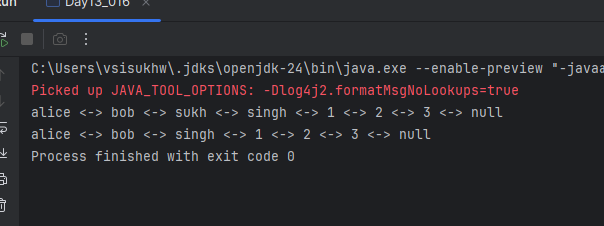 Day13_016
C:\Users\vsisukhw\.jdks\openjdk-24\bin\java.exe --enable-preview "-javaa
Picked up JAVA_TOOL_OPTIONS: -Dlog4j2.formatMsgNoLookups=true
alice <-> bob <-> sukh <-> singh <-> 1 <-> 2 <-> 3 <-> null
alice <-> bob <-> singh <-> 1 <-> 2 <-> 3 <-> null
Process finished with exit code 0